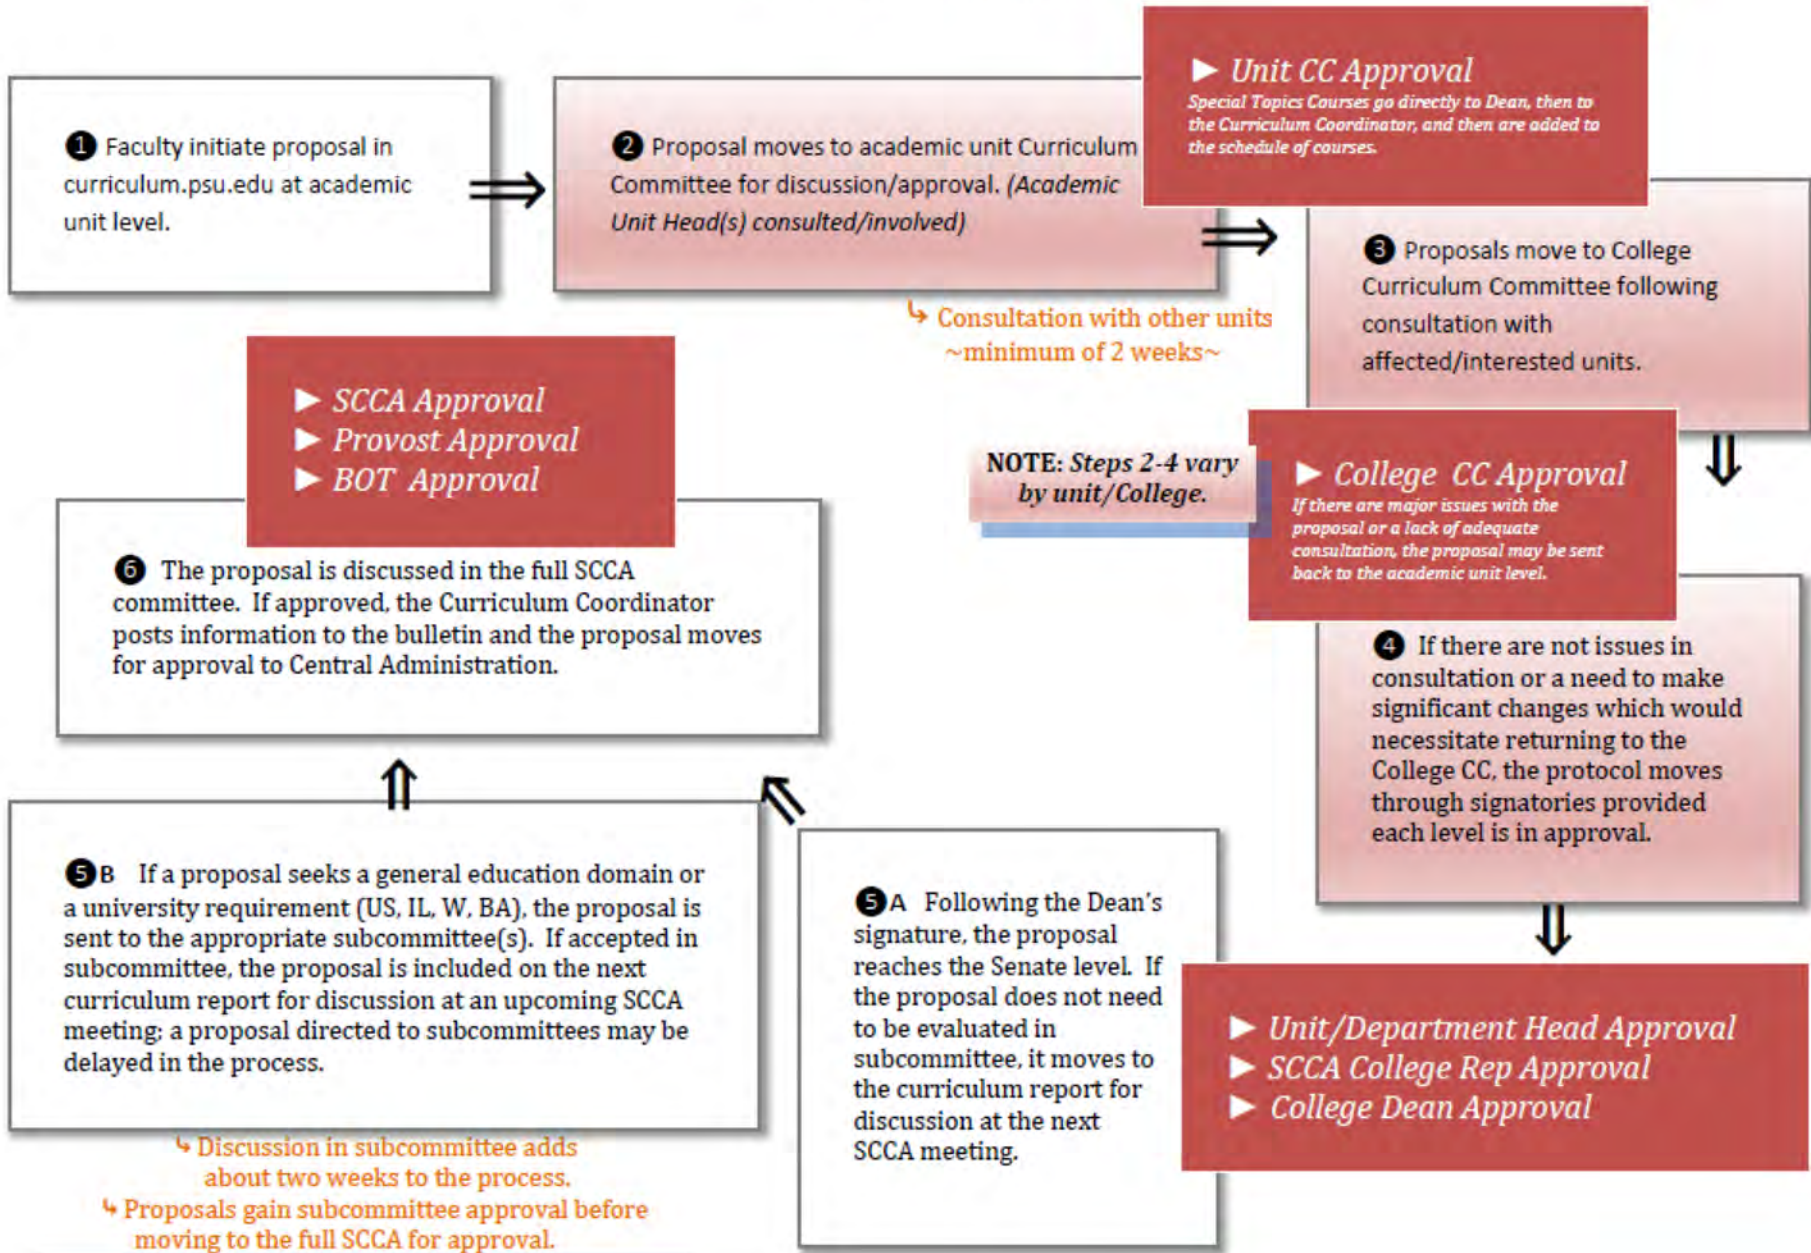 ❶ Faculty initiate proposal in
curriculum.psu.edu at academic
unit level.
❷ Proposal moves to academic unit Curriculum
Committee for discussion/approval. (Academic
Unit Head(s) consulted/involved)
► Unit CC Approval
Special Topics Courses go directly to Dean, then to
the Curriculum Coordinator, and then are added to
the schedule of courses.
↳ Consultation with other units
~minimum of 2 weeks~
❸ Proposals move to College
Curriculum Committee following
consultation with
affected/interested units.
NOTE: Steps 2-4 vary
by unit/College.
► College CC Approval
If there are major issues with the
proposal or a lack of adequate
consultation, the proposal may be sent
back to the academic unit level.
❹ If there are not issues in
consultation or a need to make
significant changes which would
necessitate returning to the
College CC, the protocol moves
through signatories provided
each level is in approval.
► Unit/Department Head Approval
► SCCA College Rep Approval
► College Dean Approval
❺A Following the Dean's
signature, the proposal
reaches the Senate level. If
the proposal does not need
to be evaluated in
subcommittee, it moves to
the curriculum report for
discussion at the next
SCCA meeting.
❺B If a proposal seeks a general education domain or
a university requirement (US, IL, W, BA), the proposal is
sent to the appropriate subcommittee(s). If accepted in
subcommittee, the proposal is included on the next
curriculum report for discussion at an upcoming SCCA
meeting; a proposal directed to subcommittees may be
delayed in the process.
↳ Discussion in subcommittee adds
about two weeks to the process.
↳ Proposals gain subcommittee approval before
moving to the full SCCA for approval.
► SCCA Approval
► Provost Approval
► BOT Approval
❻ The proposal is discussed in the full SCCA
committee. If approved, the Curriculum Coordinator
posts information to the bulletin and the proposal moves
for approval to Central Administration.